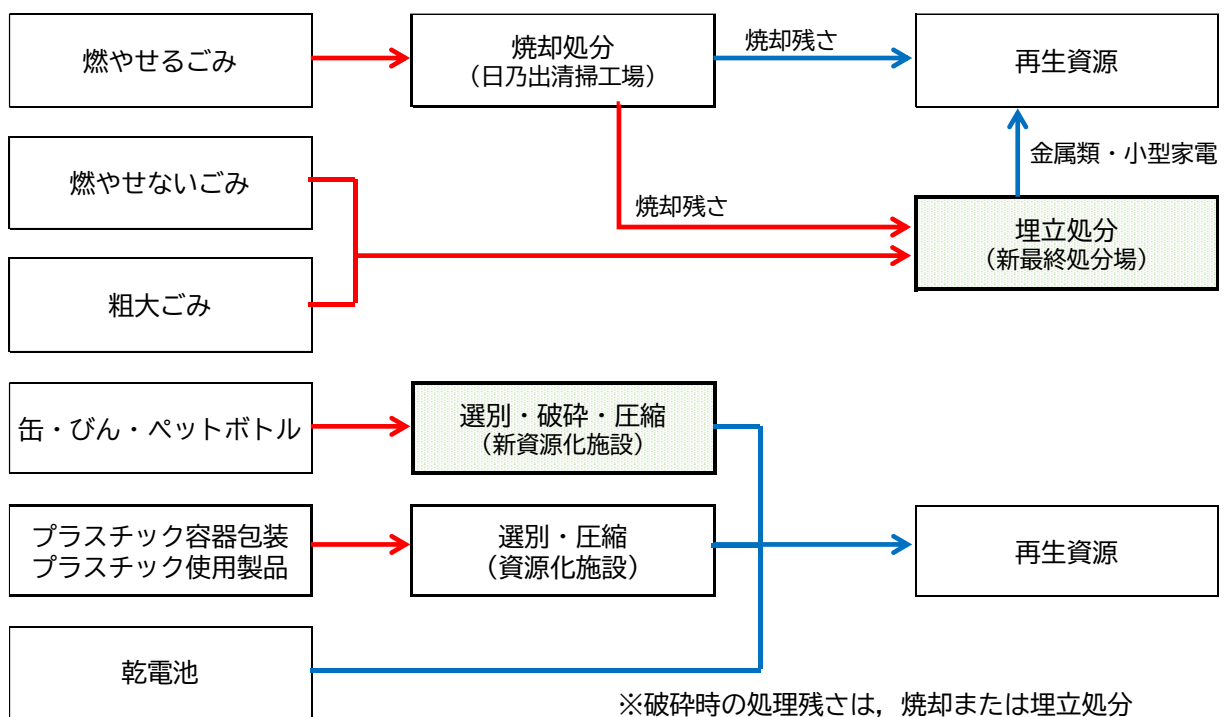 燃やせるごみ
焼却処分
（日乃出清掃工場）
焼却残さ
再生資源
燃やせないごみ
金属類・小型家電
焼却残さ
埋立処分
（新最終処分場）
粗大ごみ
缶・びん・ペットボトル
選別・破砕・圧縮
（新資源化施設）
プラスチック容器包装
プラスチック使用製品
選別・圧縮
（資源化施設）
再生資源
乾電池
※破砕時の処理残さは，焼却または埋立処分